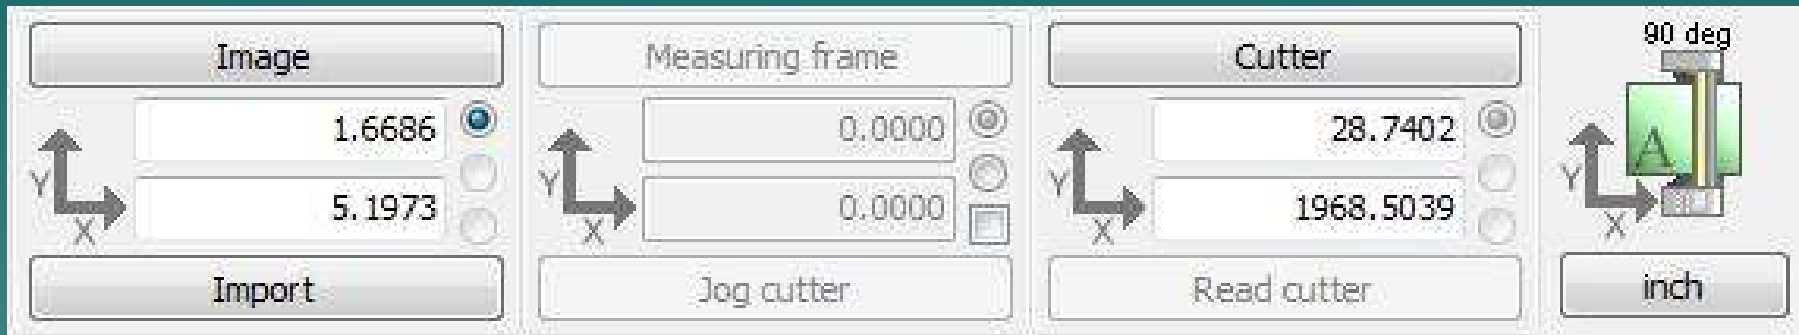 Image
1.6686
5.1973
Y
X
Import
Measuring frame
0.0000
0.0000
Y
X
Jog cutter
Cutter
28.7402
1968.5039
Y
X
Read cutter
90 deg
A
Y
X
inch